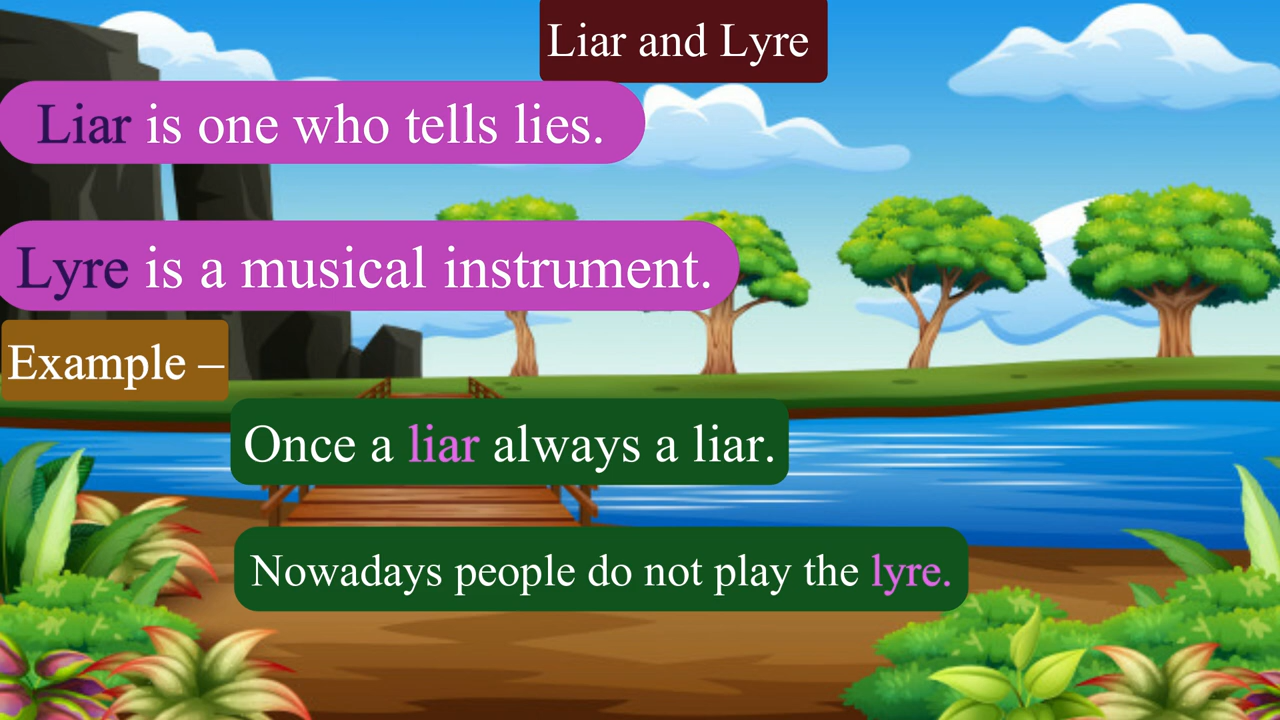 Liar and Lyre
Liar is one who tells lies.
Lyre is a musical instrument.
Example –
Once a liar always a liar.
Nowadays people do not play the lyre.